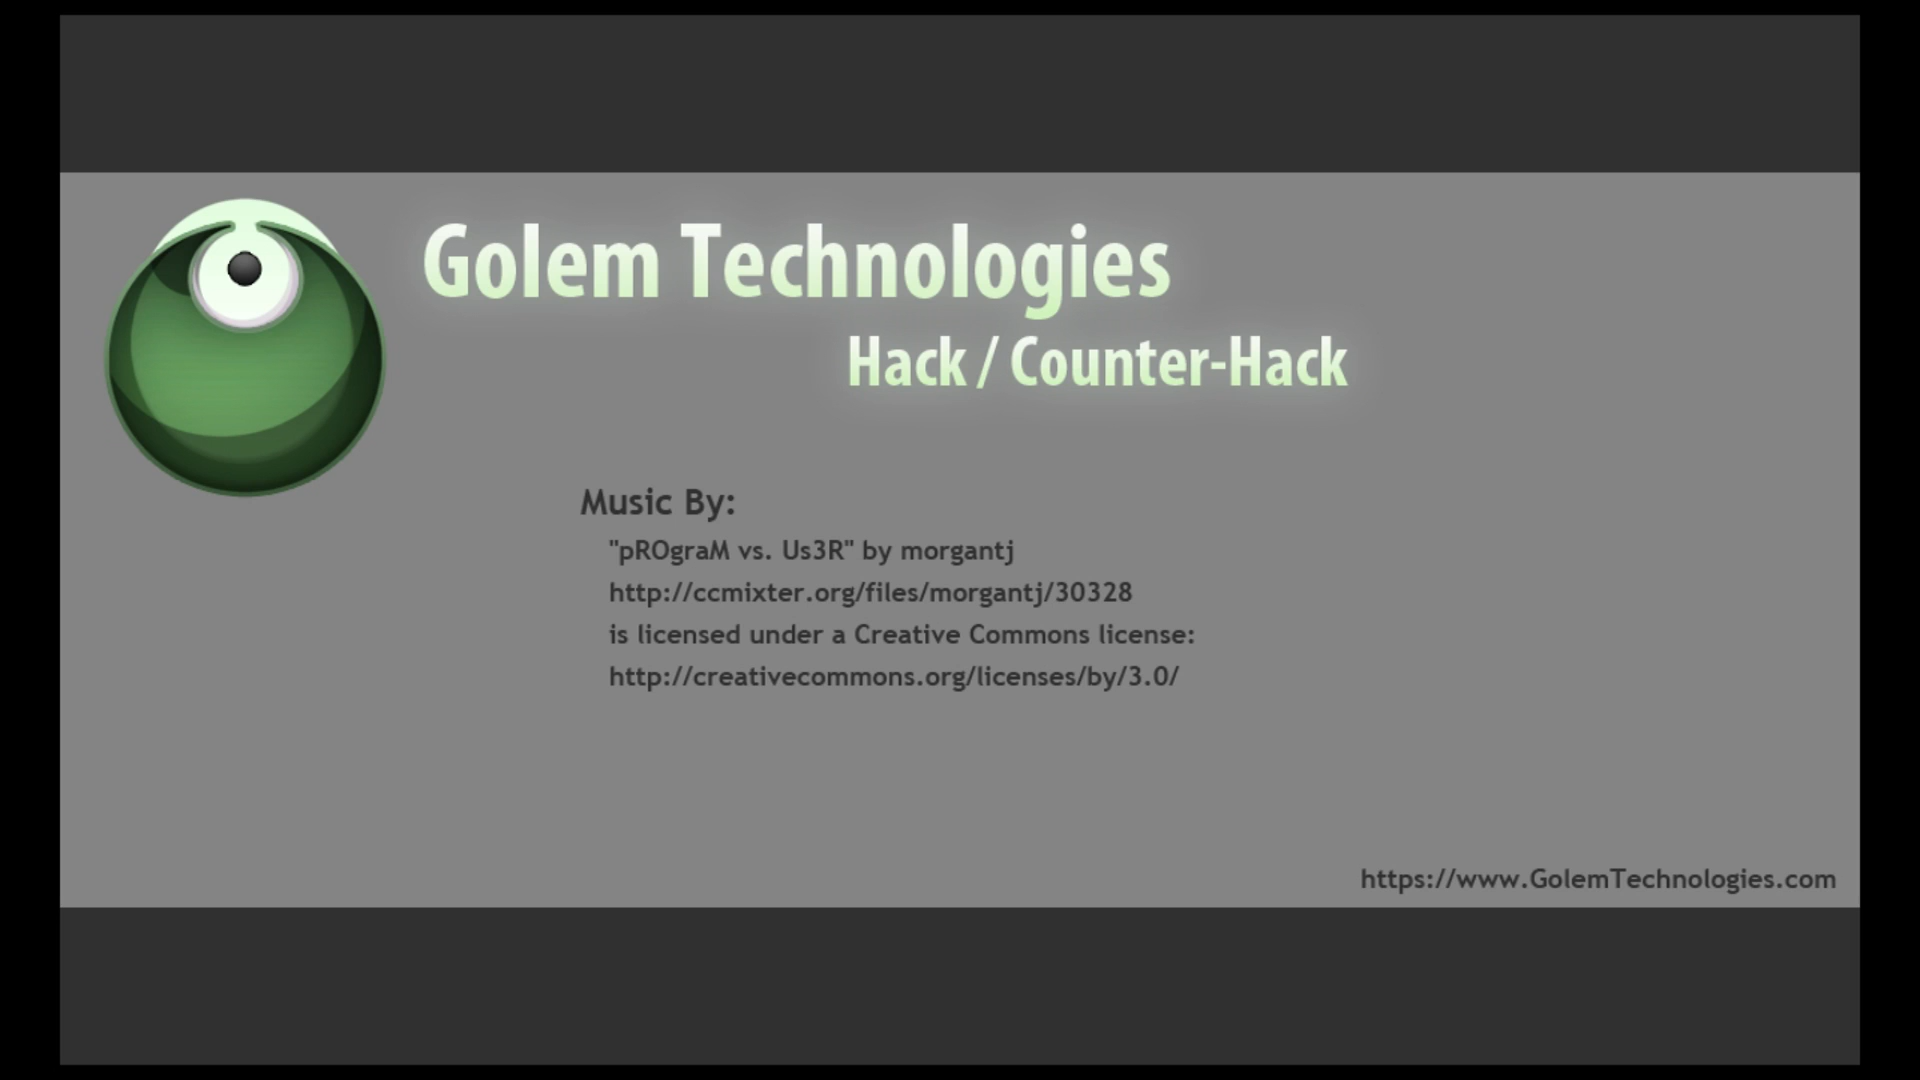 Golem Technologies
Hack / Counter-Hack
Music By:
"pROgraM vs. Us3R" by morgantj
http://ccmixter.org/files/morgantj/30328
is licensed under a Creative Commons license:
http://creativecommons.org/licenses/by/3.0/
https://www.GolemTechnologies.com